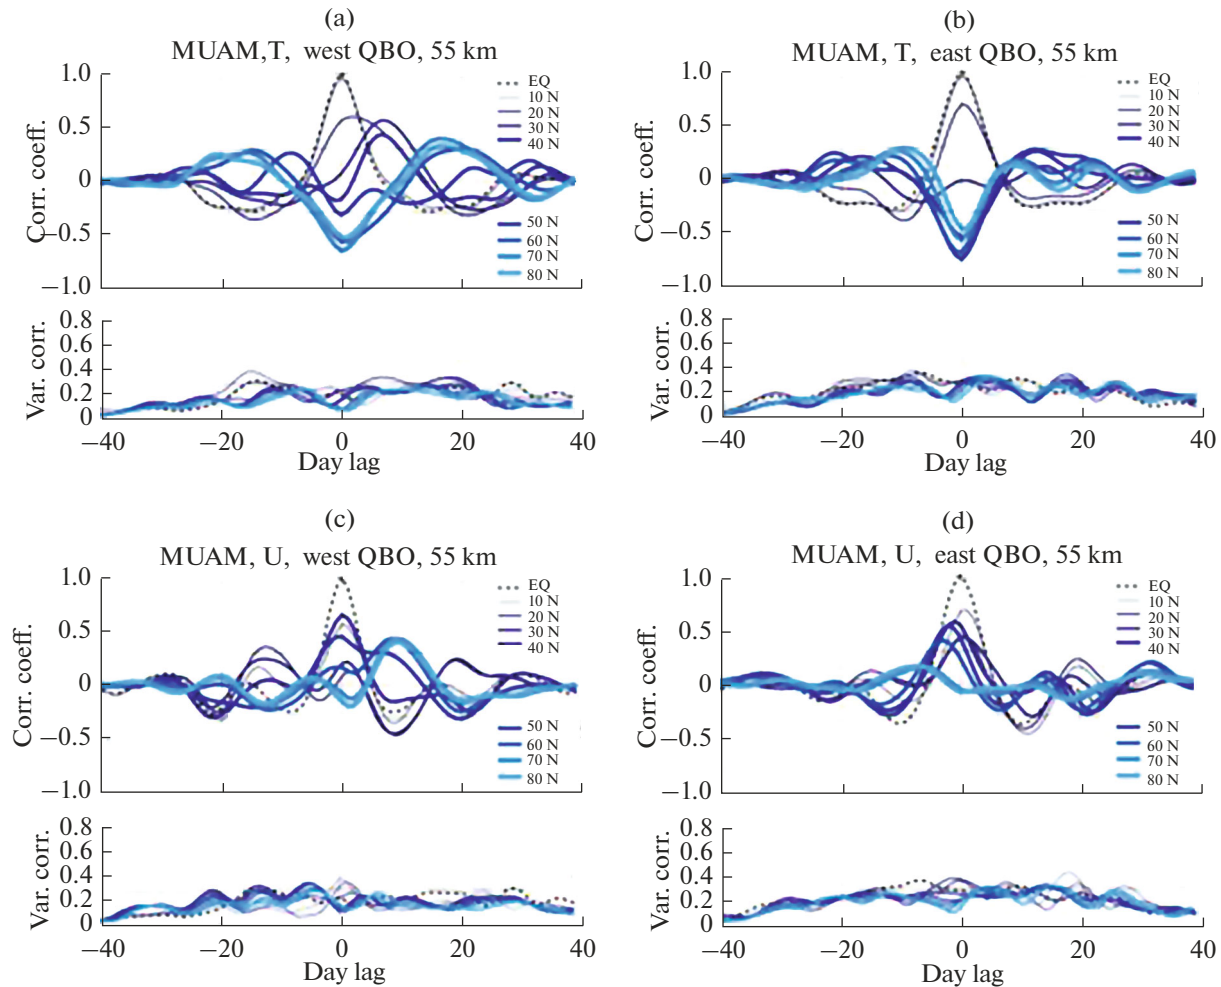 (a)
MUAM,T, west QBO, 55 km
Corr. coeff.
1.0
0.5
0
−0.5
−1.0
EQ
10 N
20 N
30 N
40 N
50 N
60 N
70 N
80 N
Var. corr.
0.8
0.6
0.4
0.2
0
−40
−20
0
20
40
Day lag
(b)
MUAM, T, east QBO, 55 km
Corr. coeff.
1.0
0.5
0
−0.5
−1.0
EQ
10 N
20 N
30 N
40 N
50 N
60 N
70 N
80 N
Var. corr.
0.8
0.6
0.4
0.2
0
−40
−20
0
20
40
Day lag
(c)
MUAM, U, west QBO, 55 km
Corr. coeff.
1.0
0.5
0
−0.5
−1.0
EQ
10 N
20 N
30 N
40 N
50 N
60 N
70 N
80 N
Var. corr.
0.8
0.6
0.4
0.2
0
−40
−20
0
20
40
Day lag
(d)
MUAM, U, east QBO, 55 km
Corr. coeff.
1.0
0.5
0
−0.5
−1.0
EQ
10 N
20 N
30 N
40 N
50 N
60 N
70 N
80 N
Var. corr.
0.8
0.6
0.4
0.2
0
−40
−20
0
20
40
Day lag